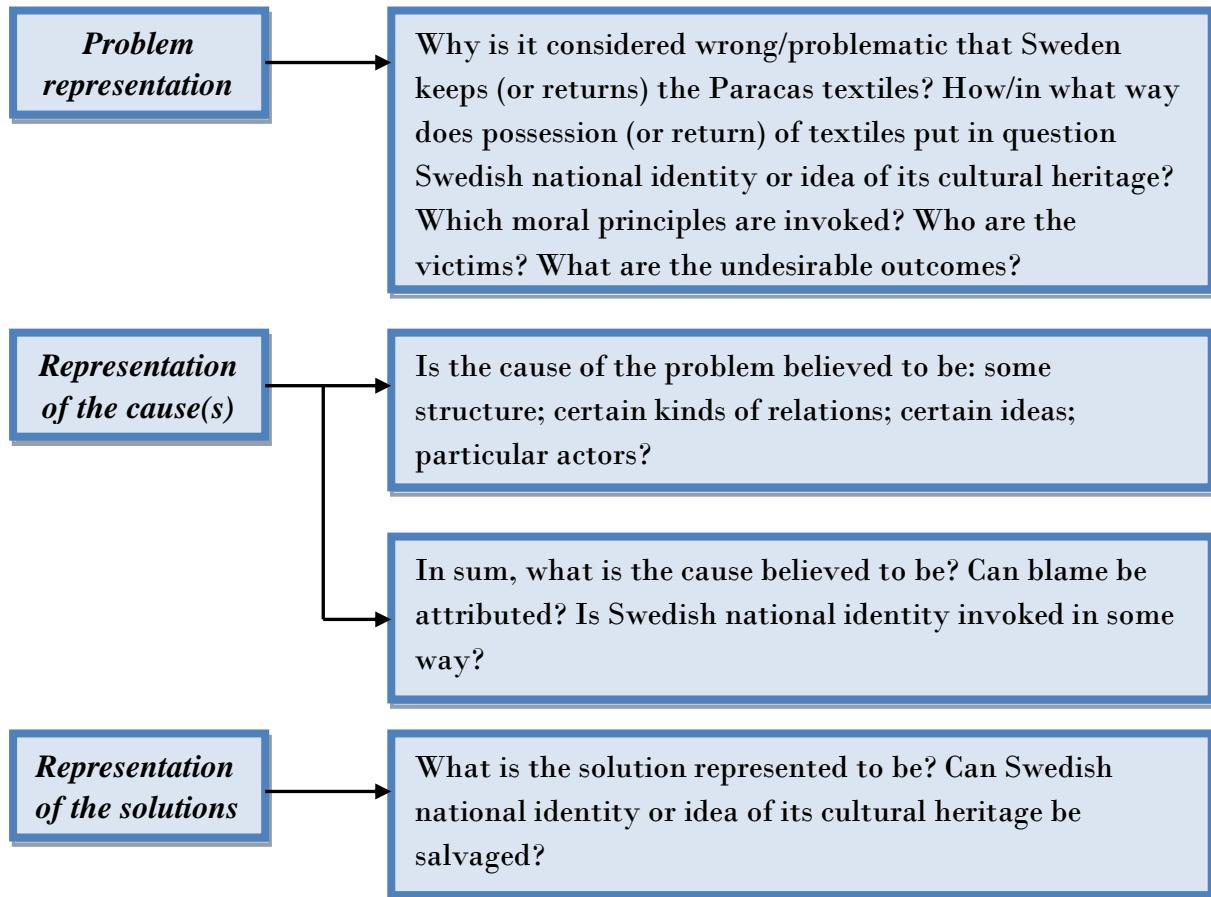 Problem
representation
Why is it considered wrong/problematic that Sweden
keeps (or returns) the Paracas textiles? How/in what way
does possession (or return) of textiles put in question
Swedish national identity or idea of its cultural heritage?
Which moral principles are invoked? Who are the
victims? What are the undesirable outcomes?
Representation
of the cause(s)
Is the cause of the problem believed to be: some
structure; certain kinds of relations; certain ideas;
particular actors?
In sum, what is the cause believed to be? Can blame be
attributed? Is Swedish national identity invoked in some
way?
Representation
of the solutions
What is the solution represented to be? Can Swedish
national identity or idea of its cultural heritage be
salvaged?